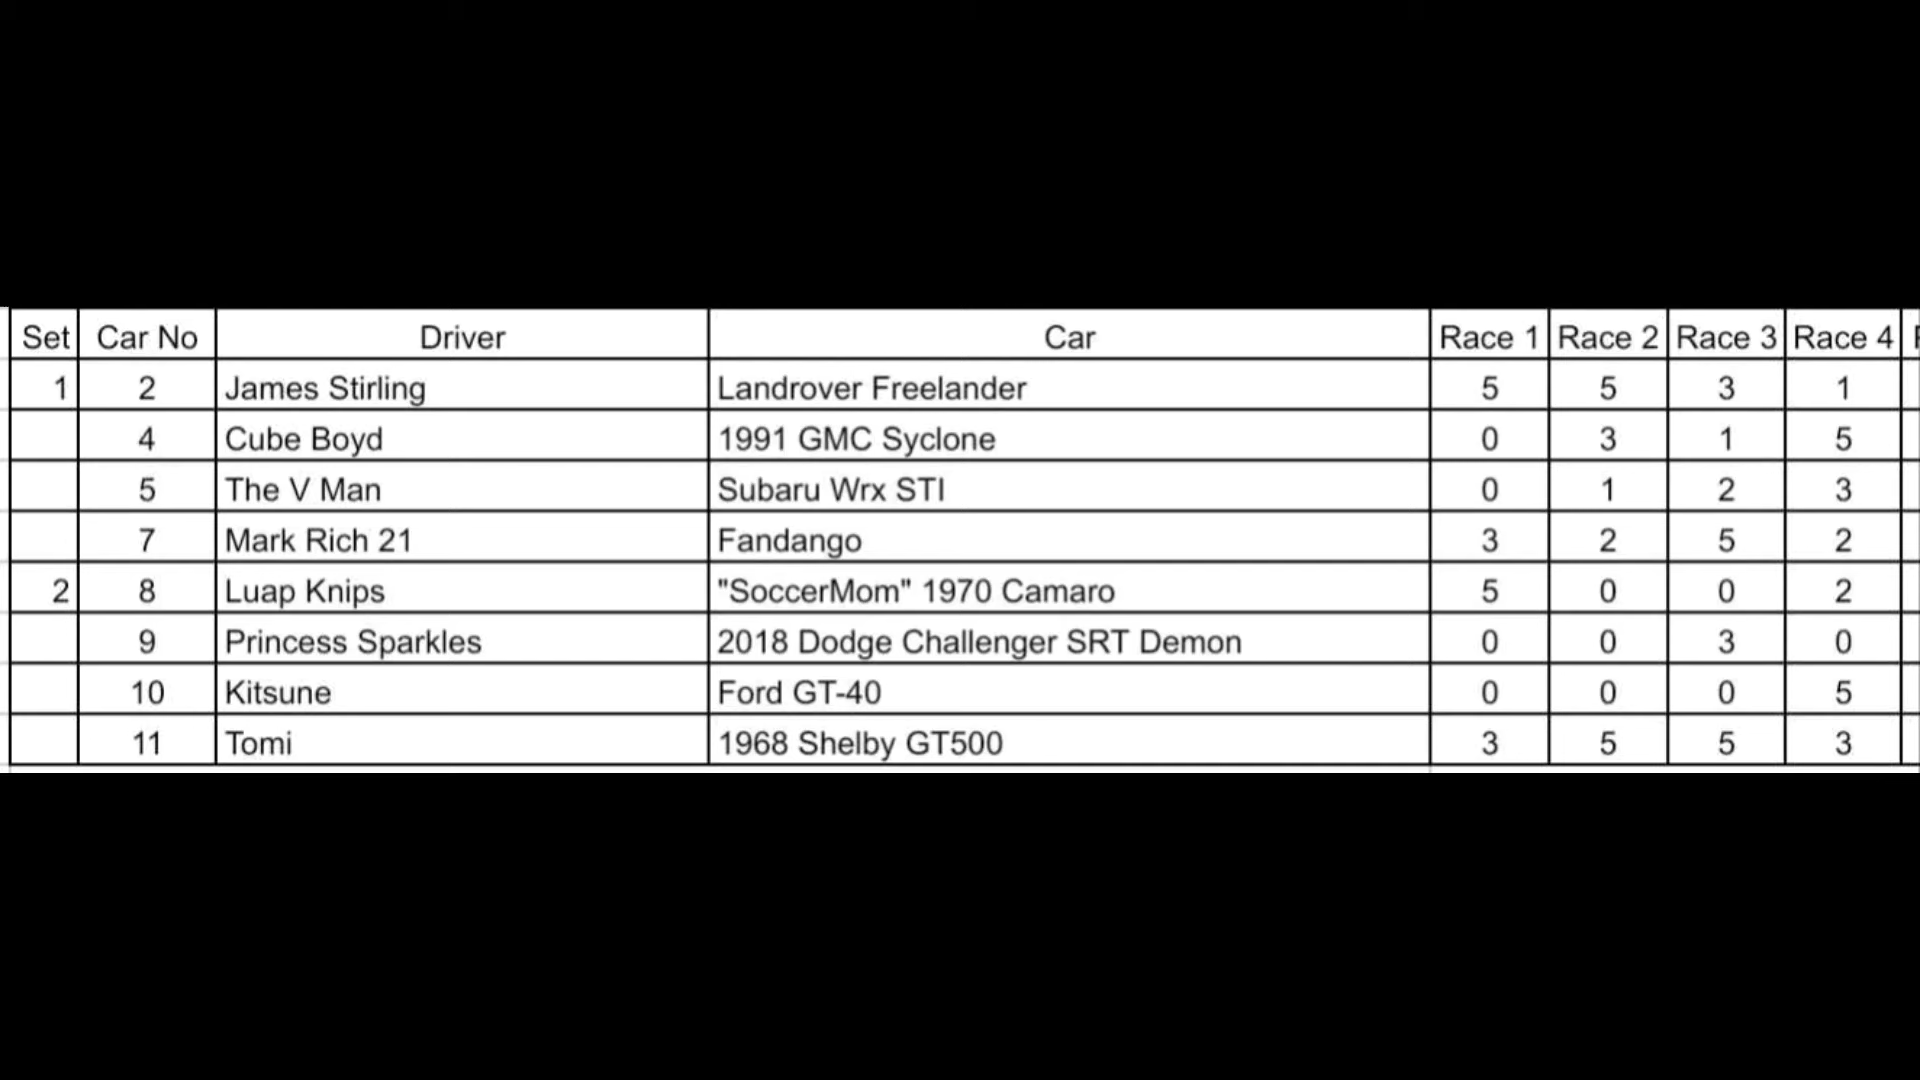 Set Car No Driver Car Race 1 Race 2 Race 3 Race 4
1 2 James Stirling Landrover Freelander 5 5 3 1
4 Cube Boyd 1991 GMC Syclone 0 3 1 5
5 The V Man Subaru Wrx STI 0 1 2 3
7 Mark Rich 21 Fandango 3 2 5 2
2 8 Luap Knips "SoccerMom" 1970 Camaro 5 0 0 2
9 Princess Sparkles 2018 Dodge Challenger SRT Demon 0 0 3 0
10 Kitsune Ford GT-40 0 0 0 5
11 Tomi 1968 Shelby GT500 3 5 5 3